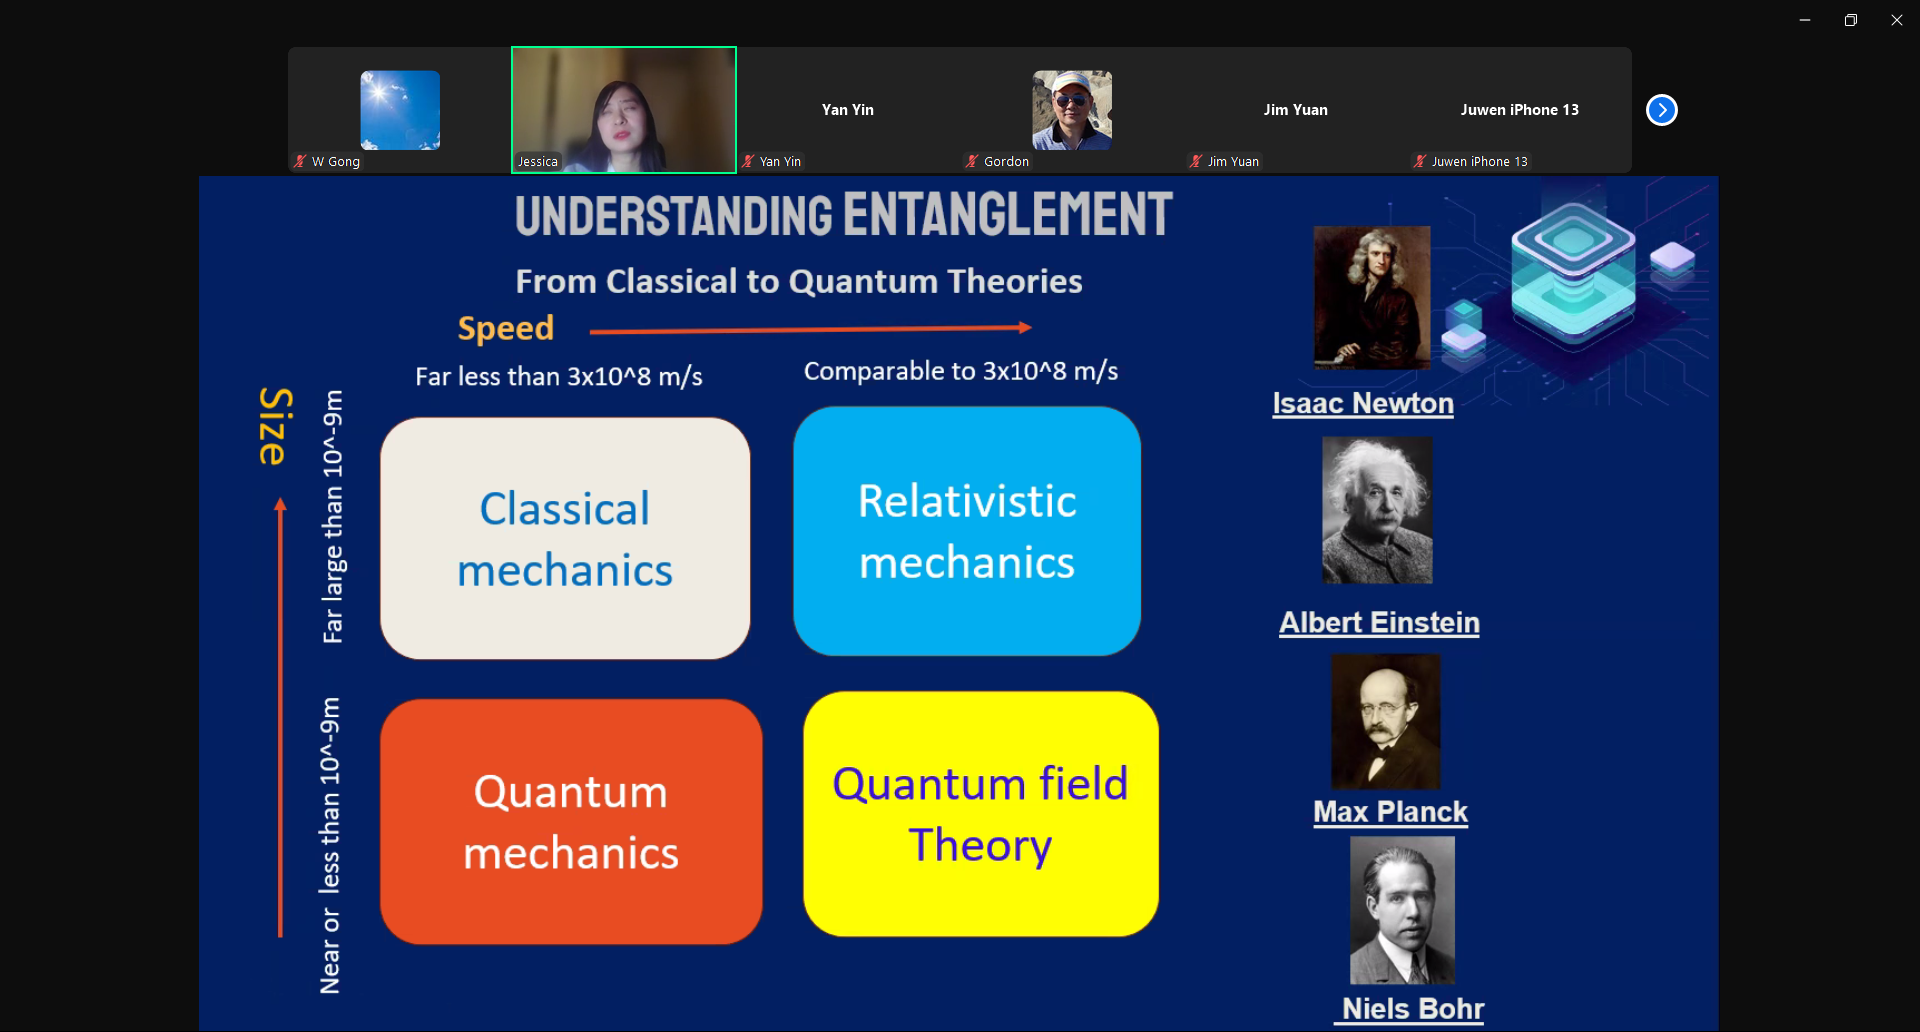 W Gong
Jessica
Yan Yin
Yan Yin
Gordon
Jim Yuan
Jim Yuan
Juwen iPhone 13
Juwen iPhone 13
UNDERSTANDING ENTANGLEMENT
From Classical to Quantum Theories
Speed
Far less than 3x10^8 m/s
Comparable to 3x10^8 m/s
Size
Far large than 10^-9m
Near or less than 10^-9m
Classical
mechanics
Relativistic
mechanics
Quantum
mechanics
Quantum field
Theory
Isaac Newton
Albert Einstein
Max Planck
Niels Bohr